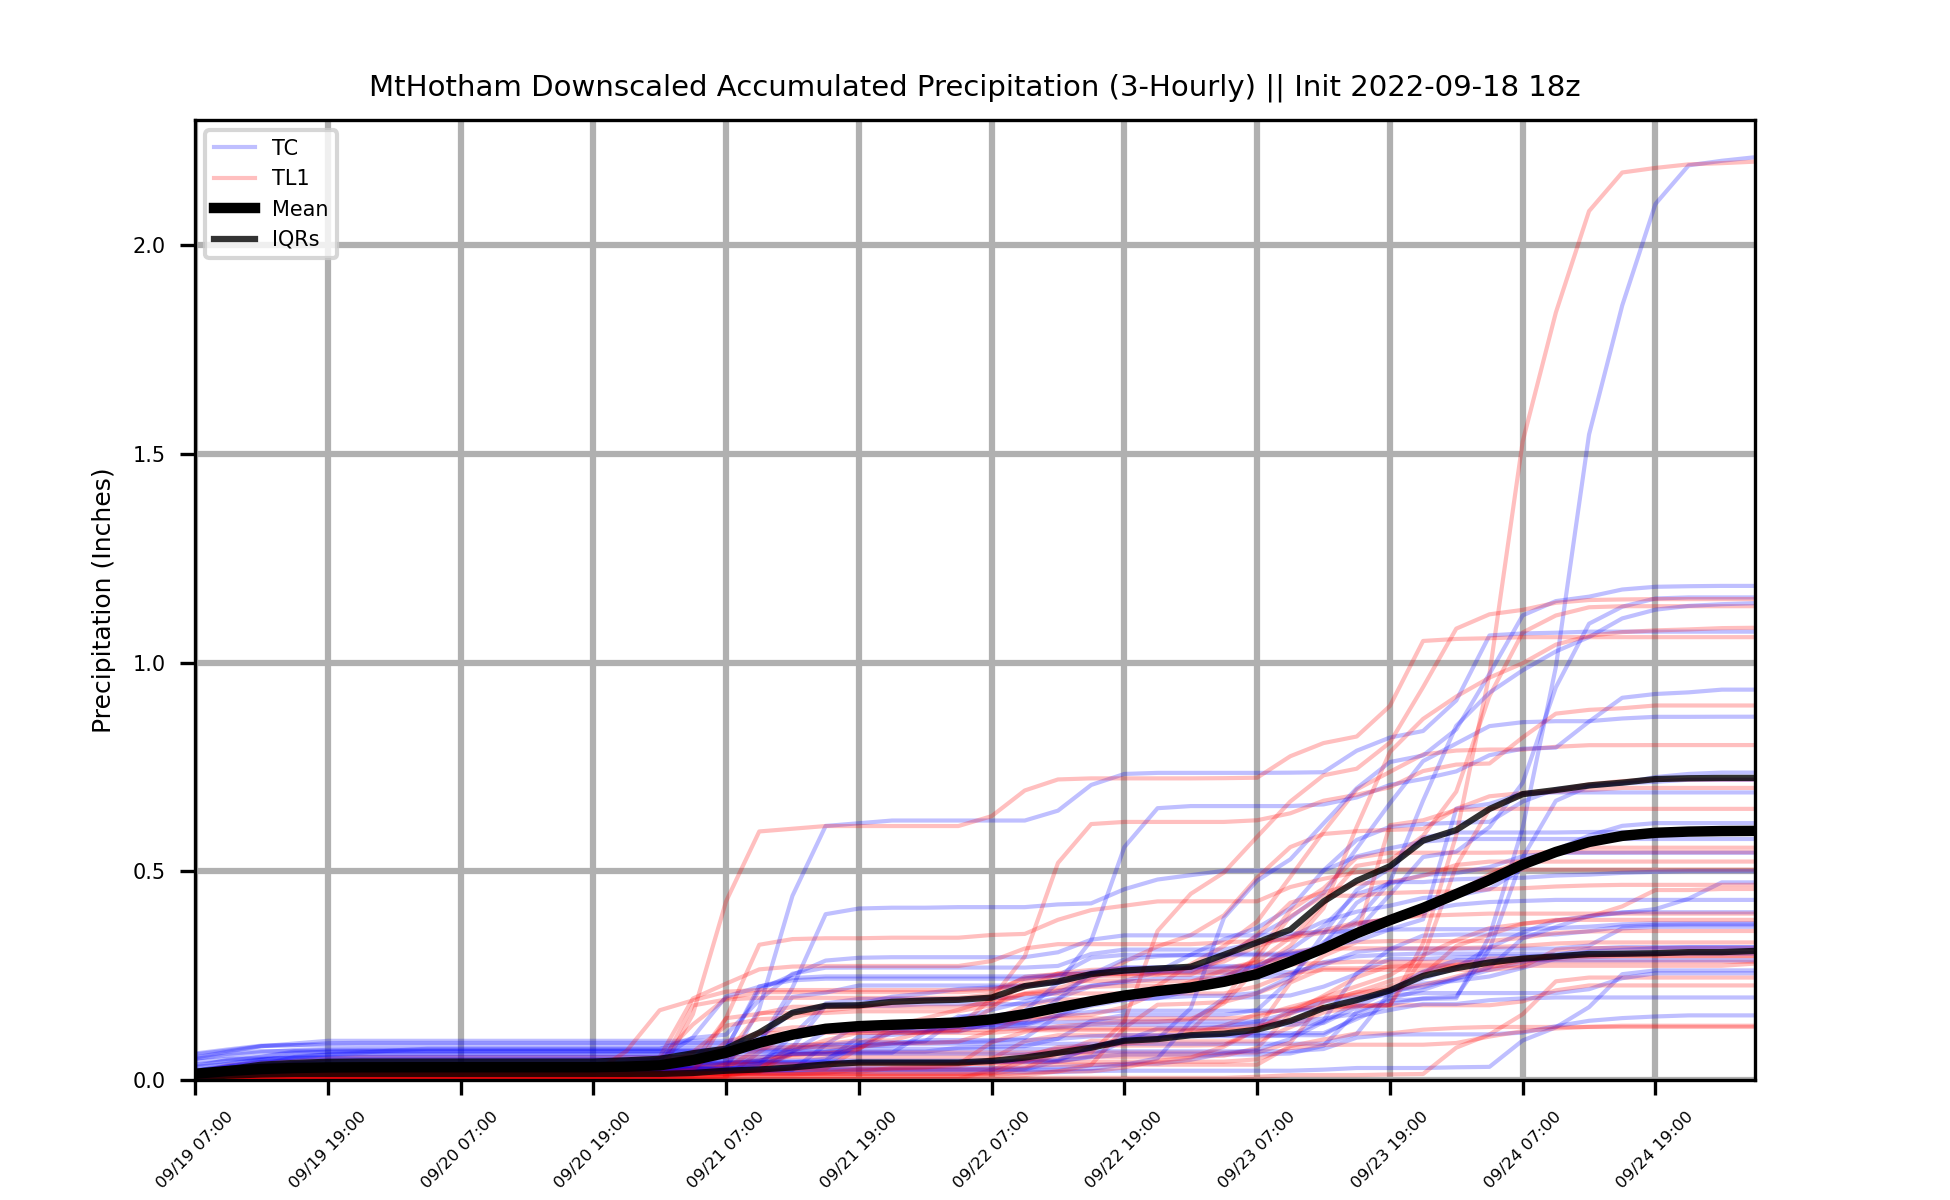 MtHotham Downscaled Accumulated Precipitation (3-Hourly) || Init 2022-09-18 18z
TC
TL1
Mean
IQRs
Precipitation (Inches)
2.0
1.5
1.0
0.5
0.0
09/19 07:00
09/19 19:00
09/20 07:00
09/20 19:00
09/21 07:00
09/21 19:00
09/22 07:00
09/22 19:00
09/23 07:00
09/23 19:00
09/24 07:00
09/24 19:00